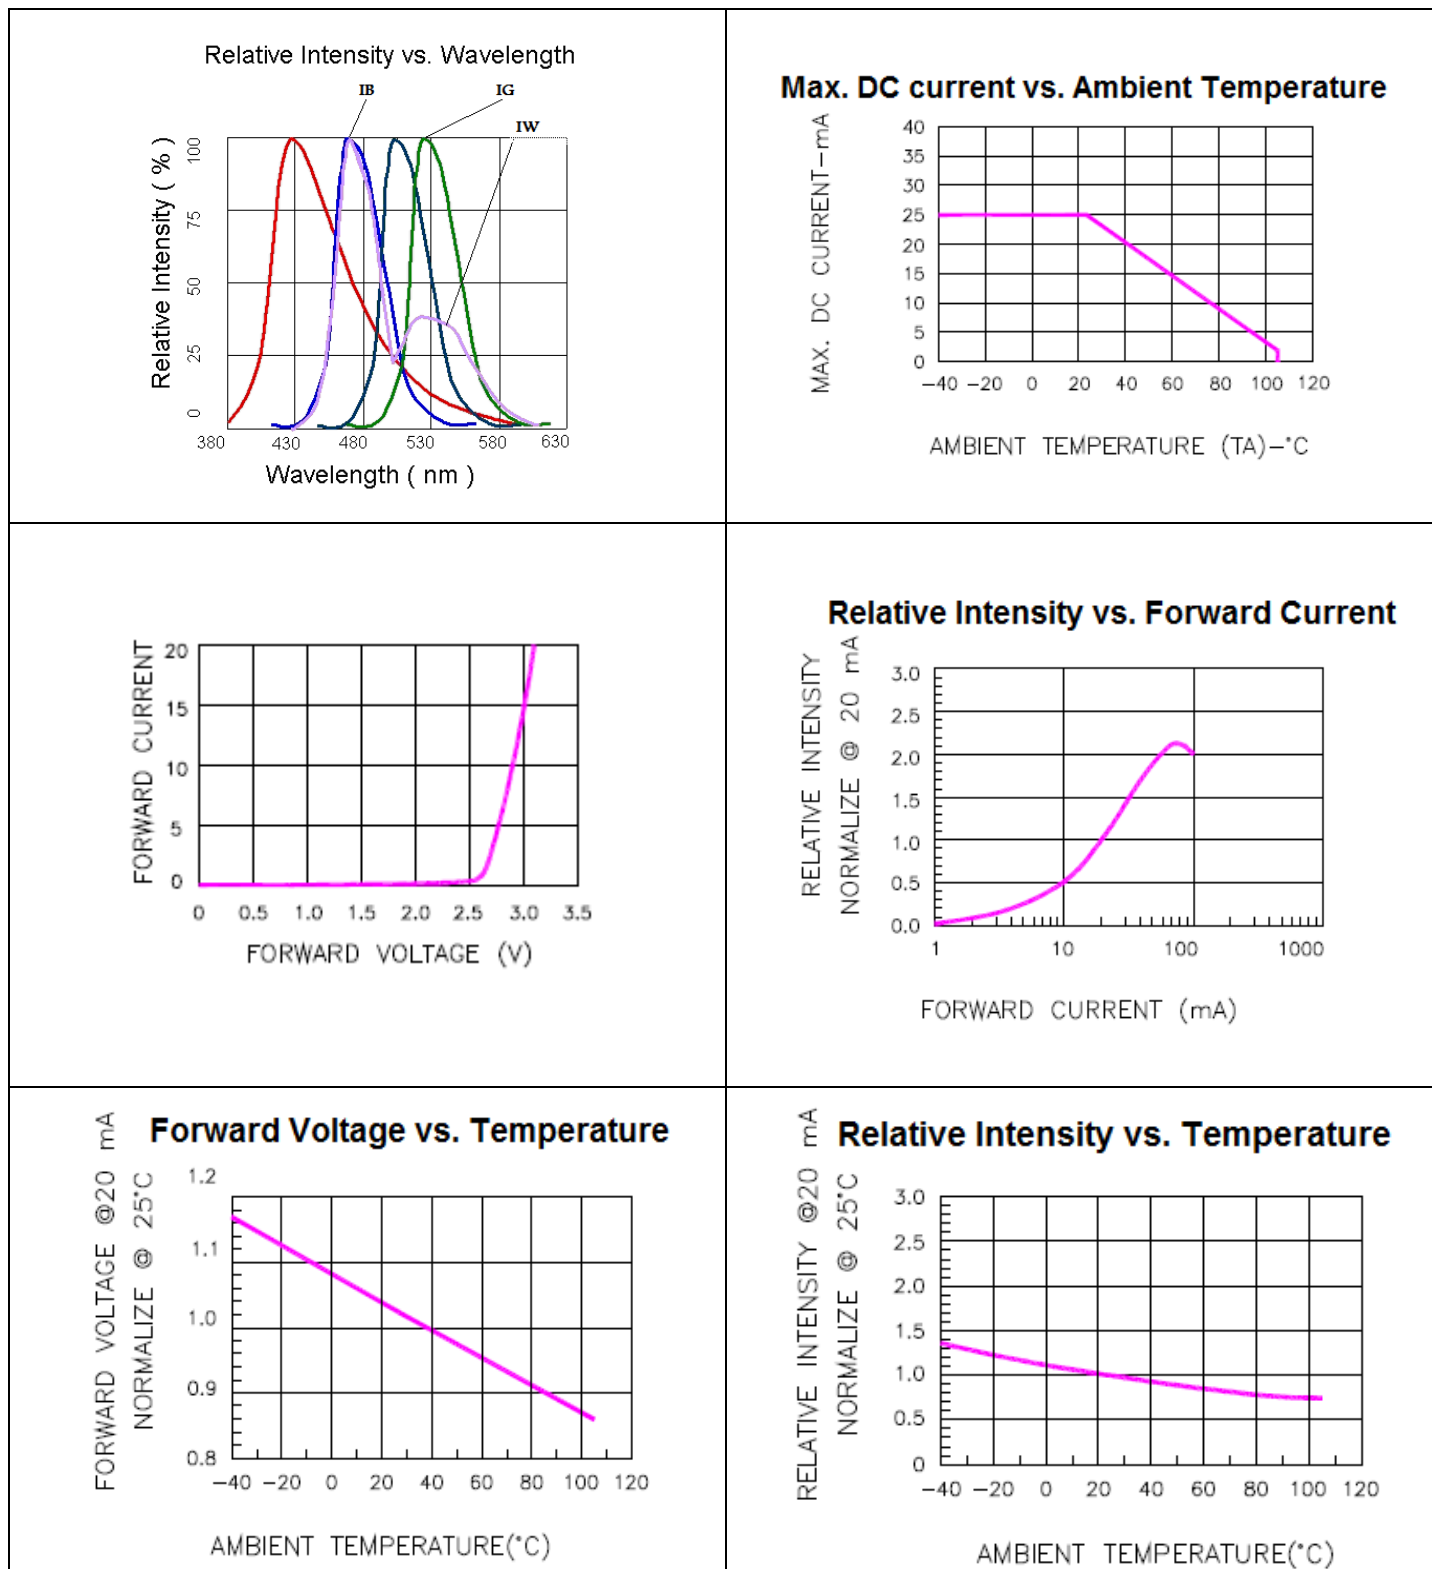 Relative Intensity vs. Wavelength
IB
IG
IW
Relative Intensity ( % )
100
75
50
25
0
380 430 480 530 580 630
Wavelength ( nm )
Max. DC current vs. Ambient Temperature
MAX. DC CURRENT-mA
40
35
30
25
20
15
10
5
0
-40 -20 0 20 40 60 80 100 120
AMBIENT TEMPERATURE (TA)-°C
FORWARD CURRENT
20
15
10
5
0
0 0.5 1.0 1.5 2.0 2.5 3.0 3.5
FORWARD VOLTAGE (V)
Relative Intensity vs. Forward Current
RELATIVE INTENSITY
NORMALIZE @ 20 mA
3.0
2.5
2.0
1.5
1.0
0.5
0.0
1 10 100 1000
FORWARD CURRENT (mA)
Forward Voltage vs. Temperature
FORWARD VOLTAGE @20 mA
NORMALIZE @ 25°C
1.2
1.1
1.0
0.9
0.8
-40 -20 0 20 40 60 80 100 120
AMBIENT TEMPERATURE(°C)
Relative Intensity vs. Temperature
RELATIVE INTENSITY @20 mA
NORMALIZE @ 25°C
3.0
2.5
2.0
1.5
1.0
0.5
0
-40 -20 0 20 40 60 80 100 120
AMBIENT TEMPERATURE(°C)